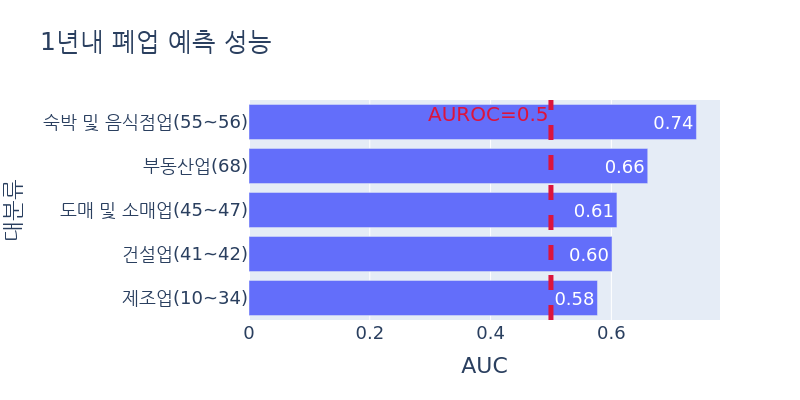 1년내 폐업 예측 성능
대분류
숙박 및 음식점업(55~56)
부동산업(68)
도매 및 소매업(45~47)
건설업(41~42)
제조업(10~34)
AUROC=0.5
0.74
0.66
0.61
0.60
0.58
0
0.2
0.4
0.6
AUC